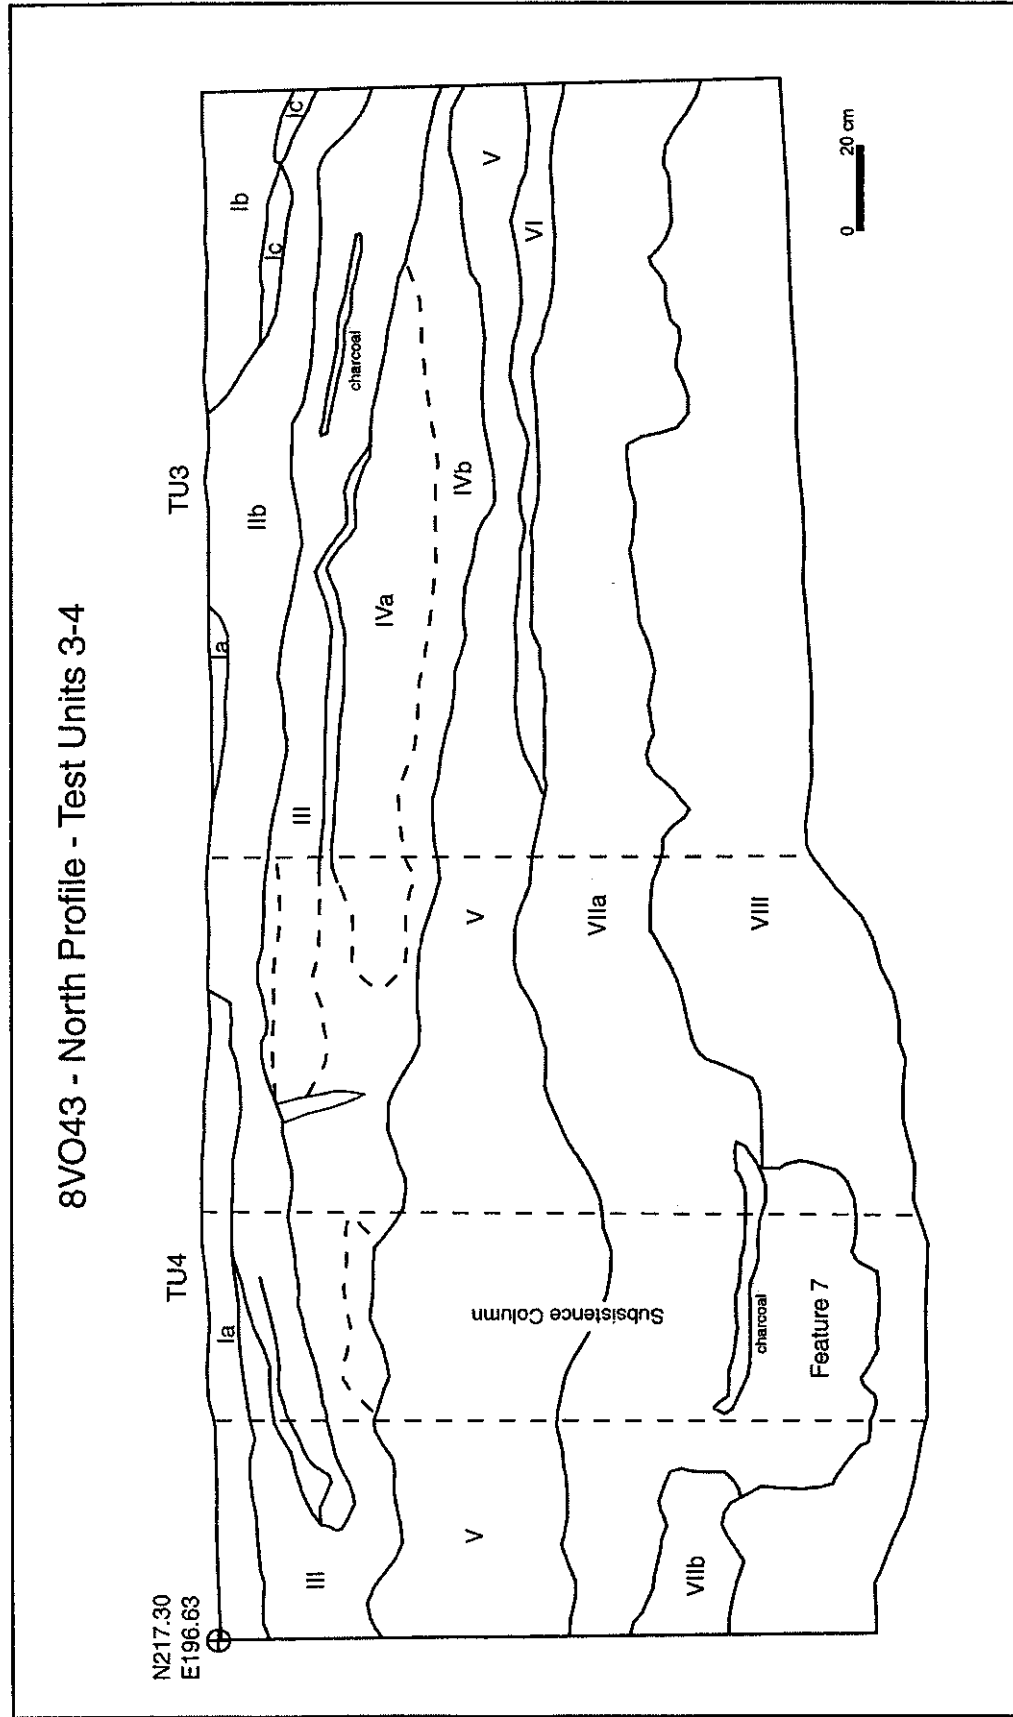 8VO43 - North Profile - Test Units 3-4
N217.30
E196.63
TU4
TU3
Ia
Ia
Ib
Ic
Ic
IIb
III
III
charcoal
IVa
IVb
V
V
V
VI
Subsistence Column
VIIa
VIIb
VIII
charcoal
Feature 7
0 20 cm